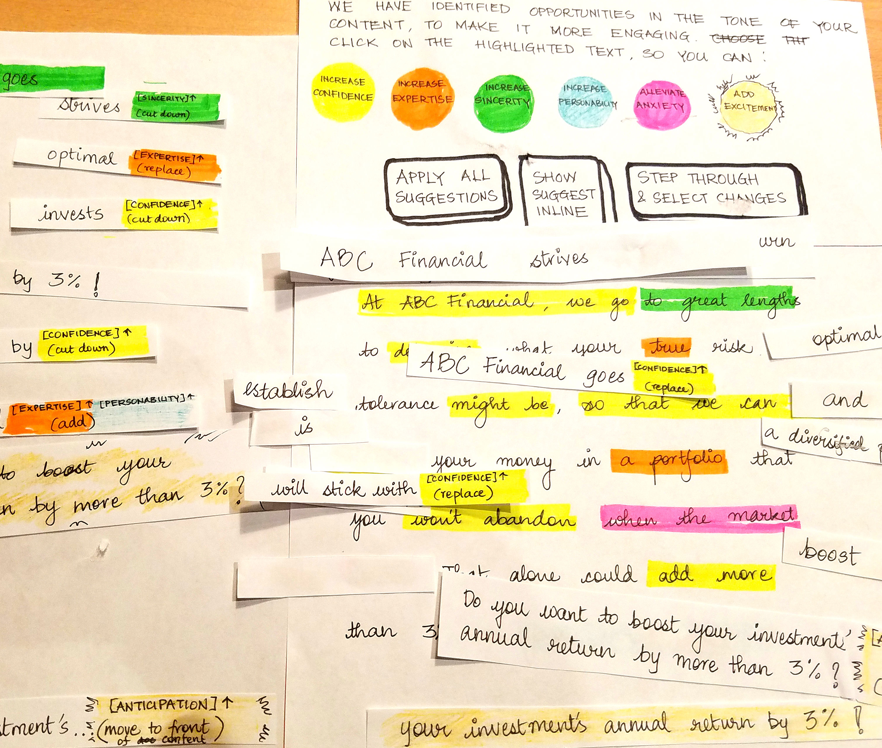 WE HAVE IDENTIFIED OPPORTUNITIES IN THE TONE OF YOUR
CONTENT, TO MAKE IT MORE ENGAGING. CHOOSE THE
CLICK ON THE HIGHLIGHTED TEXT, SO YOU CAN:
INCREASE CONFIDENCE
INCREASE EXPERTISE
INCREASE SINCERITY
INCREASE PERSONABILITY
ALLEVIATE ANXIETY
ADD EXCITEMENT
APPLY ALL SUGGESTIONS
SHOW SUGGEST INLINE
STEP THROUGH & SELECT CHANGES
goes
strives [SINCERITY]↑ (cut down)
optimal [EXPERTISE]↑ (replace)
invests [CONFIDENCE]↑ (cut down)
by 3%!
by [CONFIDENCE]↑ (cut down)
[EXPERTISE]↑ [PERSONABILITY]↑
(add)
to boost your
n by more than 3%?
tment's... [ANTICIPATION]↑
(move to front
of content)
urn
ABC Financial strives
At ABC Financial, we go to great lengths
to what your true risk
optimal
ABC Financial goes [CONFIDENCE]↑ (replace)
establish
tolerance might be, so that we can
and
is
a diversified
your money in a portfolio that
will stick with [CONFIDENCE]↑ (replace)
you won't abandon when the market
boost
That alone could add more
than 3
Do you want to boost your investment's
annual return by more than 3%?
your investment's annual return by 3%!